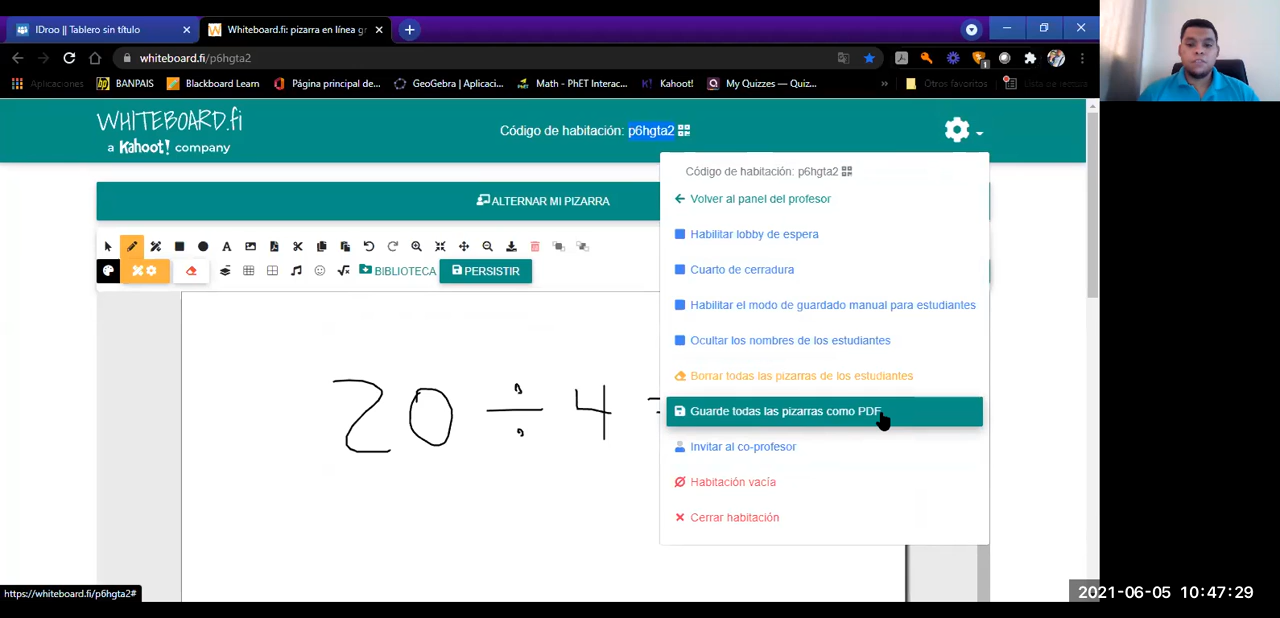 IDroo || Tablero sin título
Whiteboard.fi: pizarra en línea gr
whiteboard.fi/p6hgta2
Aplicaciones
BANPAIS
Blackboard Learn
Página principal de...
GeoGebra | Aplicaci...
Math - PhET Interac...
Kahoot!
My Quizzes — Quiz...
»
Otros favoritos
Lista de lectura
WHITEBOARD.fi
a Kahoot! company
Código de habitación: p6hgta2
Código de habitación: p6hgta2
Volver al panel del profesor
ALTERNAR MI PIZARRA
Habilitar lobby de espera
BIBLIOTECA
PERSISTIR
Cuarto de cerradura
Habilitar el modo de guardado manual para estudiantes
Ocultar los nombres de los estudiantes
Borrar todas las pizarras de los estudiantes
20 ÷ 4 =
Guarde todas las pizarras como PDF
Invitar al co-profesor
Habitación vacía
Cerrar habitación
https://whiteboard.fi/p6hgta2#
2021-06-05 10:47:29